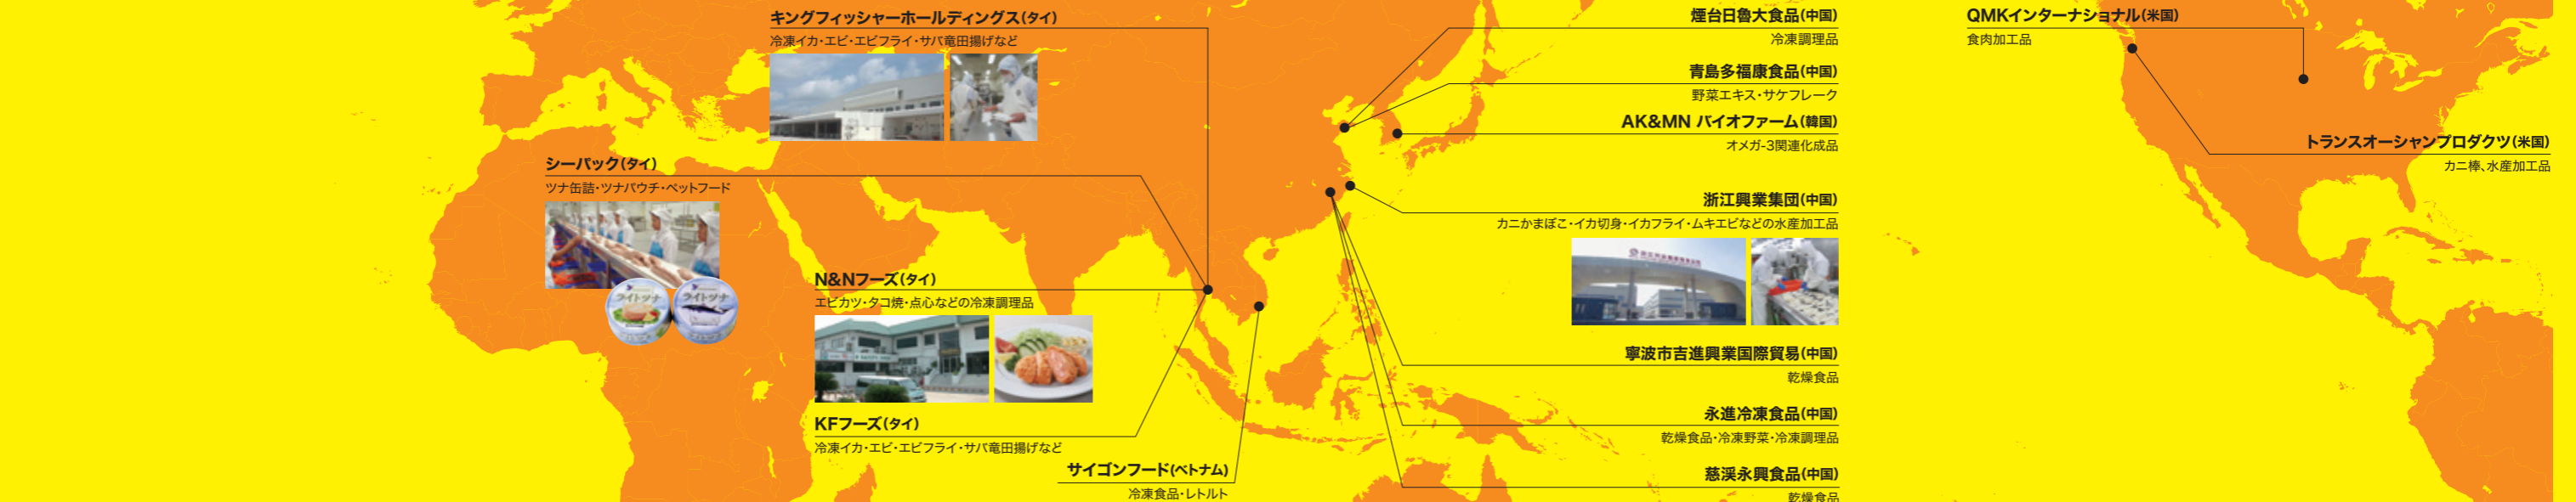 キングフィッシャーホールディングス(タイ)
冷凍イカ・エビ・エビフライ・サバ竜田揚げなど
シーパック(タイ)
ツナ缶詰・ツナパウチ・ペットフード
ライトツナ
ライトツナ
N&Nフーズ(タイ)
エビカツ・タコ焼・点心などの冷凍調理品
KFフーズ(タイ)
冷凍イカ・エビ・エビフライ・サバ竜田揚げなど
サイゴンフード(ベトナム)
冷凍食品・レトルト
煙台日魯大食品(中国)
冷凍調理品
青島多福康食品(中国)
野菜エキス・サケフレーク
AK&MN バイオファーム(韓国)
オメガ-3関連化成品
浙江興業集団(中国)
カニかまぼこ・イカ切身・イカフライ・ムキエビなどの水産加工品
寧波市吉進興業国際貿易(中国)
乾燥食品
永進冷凍食品(中国)
乾燥食品・冷凍野菜・冷凍調理品
慈渓永興食品(中国)
乾燥食品
QMKインターナショナル(米国)
食肉加工品
トランスオーシャンプロダクツ(米国)
カニ棒、水産加工品